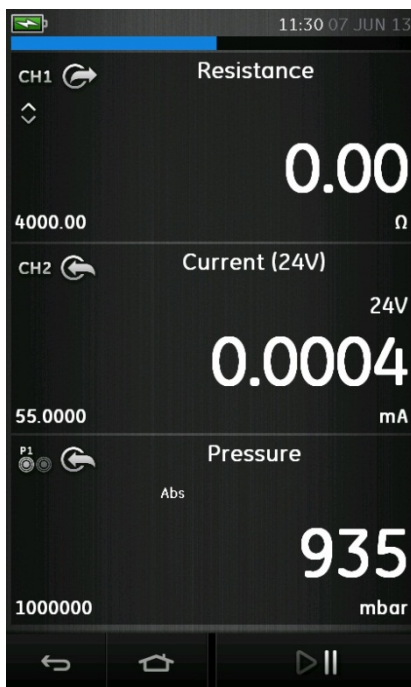 11:30 07 JUN 13
CH1 Resistance
0.00
4000.00 Ω
CH2 Current (24V)
24V
0.0004
55.0000 mA
P1 Pressure
Abs
935
1000000 mbar